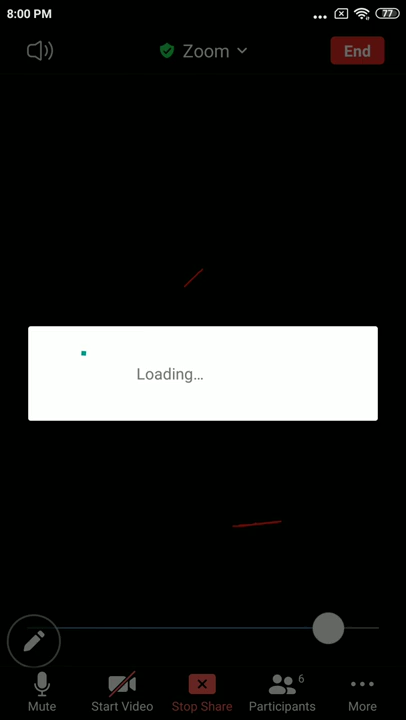 8:00 PM
77
Zoom
End
Loading...
6
Mute
Start Video
Stop Share
Participants
More